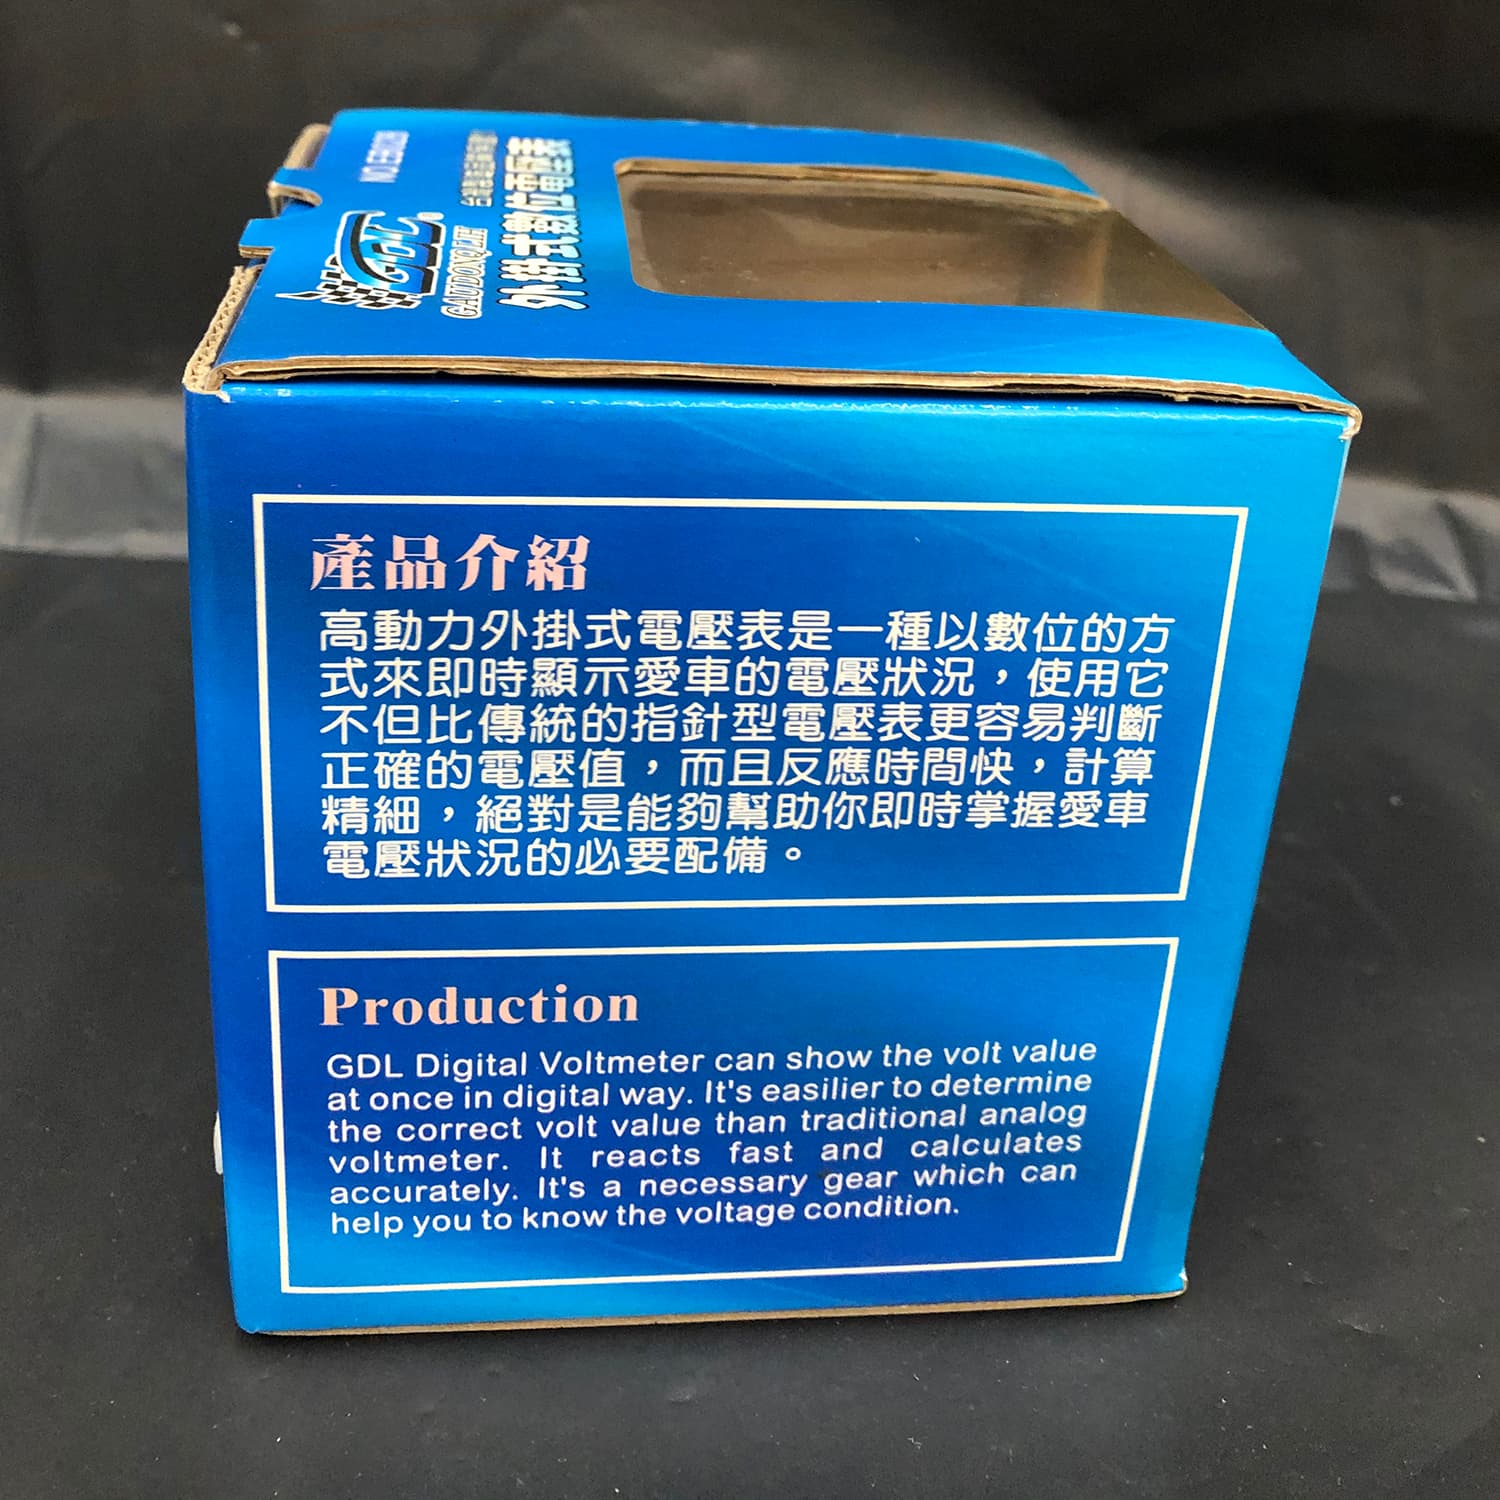 GDL
GAUDONQLIH
外掛式數位電壓表
產品介紹
高動力外掛式電壓表是一種以數位的方
式來即時顯示愛車的電壓狀況，使用它
不但比傳統的指針型電壓表更容易判斷
正確的電壓值，而且反應時間快，計算
精細，絕對是能夠幫助你即時掌握愛車
電壓狀況的必要配備。
Production
GDL Digital Voltmeter can show the volt value
at once in digital way. It's easilier to determine
the correct volt value than traditional analog
voltmeter. It reacts fast and calculates
accurately. It's a necessary gear which can
help you to know the voltage condition.